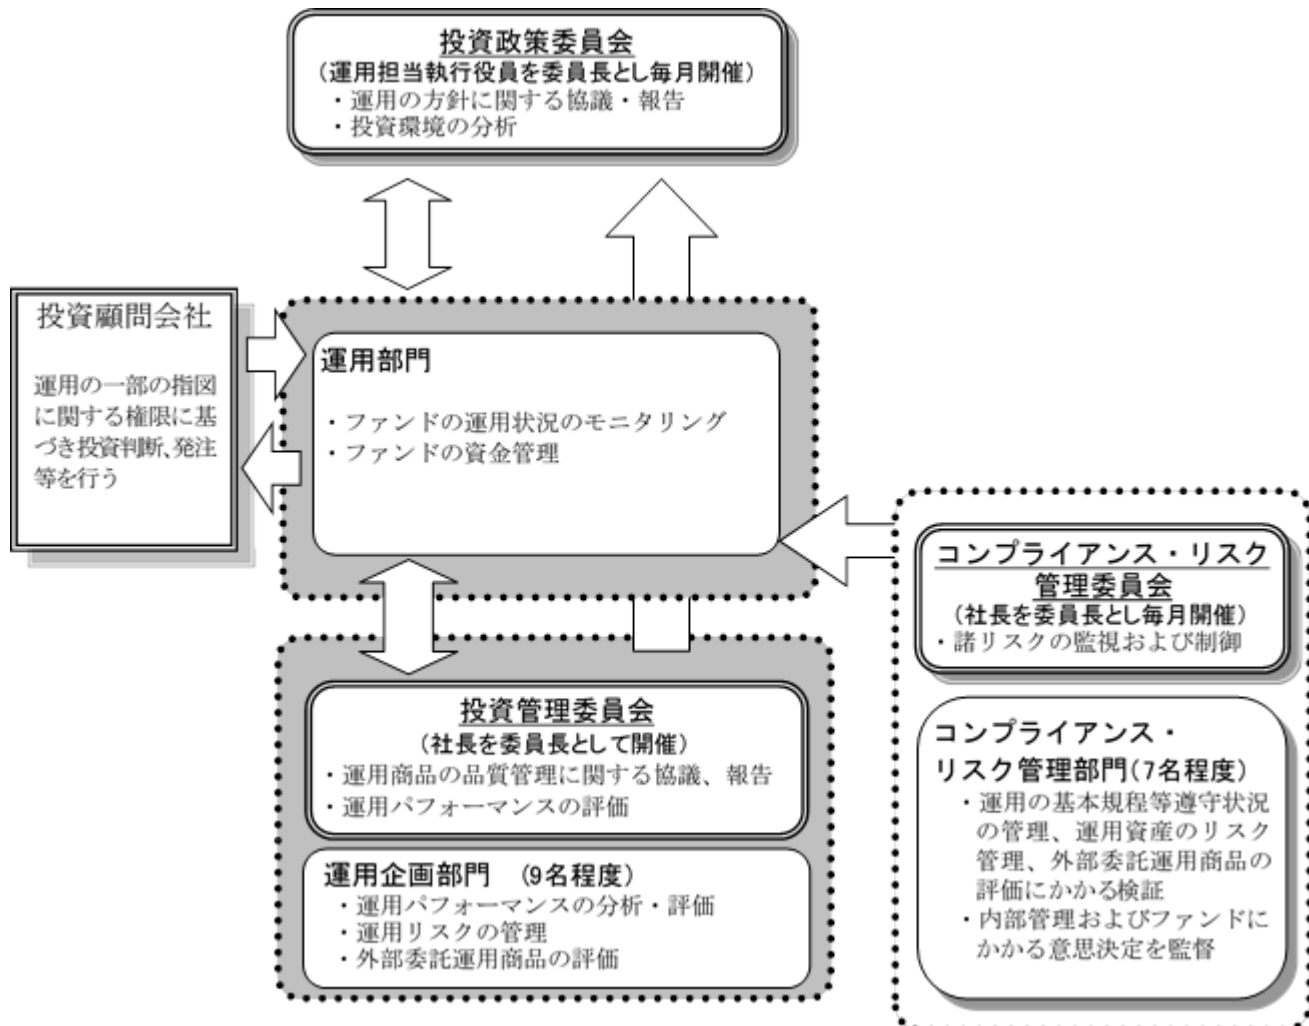 投資政策委員会
(運用担当執行役員を委員長とし毎月開催)
・運用の方針に関する協議・報告
・投資環境の分析
投資顧問会社
運用の一部の指図
に関する権限に基
づき投資判断、発注
等を行う
運用部門
・ファンドの運用状況のモニタリング
・ファンドの資金管理
コンプライアンス・リスク
管理委員会
(社長を委員長とし毎月開催)
・諸リスクの監視および制御
投資管理委員会
(社長を委員長として開催)
・運用商品の品質管理に関する協議、報告
・運用パフォーマンスの評価
運用企画部門 (9名程度)
・運用パフォーマンスの分析・評価
・運用リスクの管理
・外部委託運用商品の評価
コンプライアンス・
リスク管理部門(7名程度)
・運用の基本規程等遵守状況
の管理、運用資産のリスク
管理、外部委託運用商品の
評価にかかる検証
・内部管理およびファンドに
かかる意思決定を監督